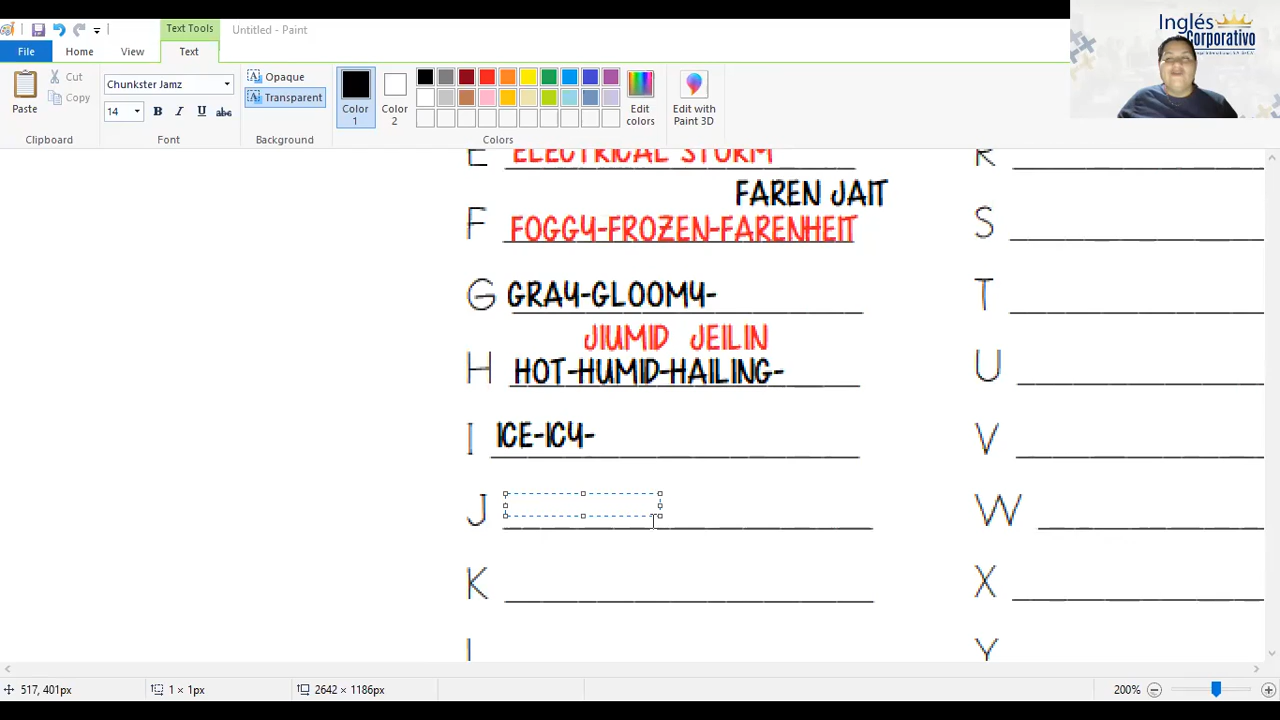 Text Tools
Untitled - Paint
File
Home
View
Text
Paste
Cut
Copy
Clipboard
Chunkster Jamz
14
B
I
U
abc
Font
Opaque
Transparent
Background
Color
1
Color
2
Edit
colors
Colors
Edit with
Paint 3D
Inglés
Corporativo
E ELECTRICAL STORM
FAREN JAIT
F FOGGY-FROZEN-FARENHEIT
G GRAY-GLOOMY-
JIUMID JEILIN
H HOT-HUMID-HAILING-
I ICE-ICY-
J
K
L
R
S
T
U
V
W
X
Y
517, 401px
1 × 1px
2642 × 1186px
200%